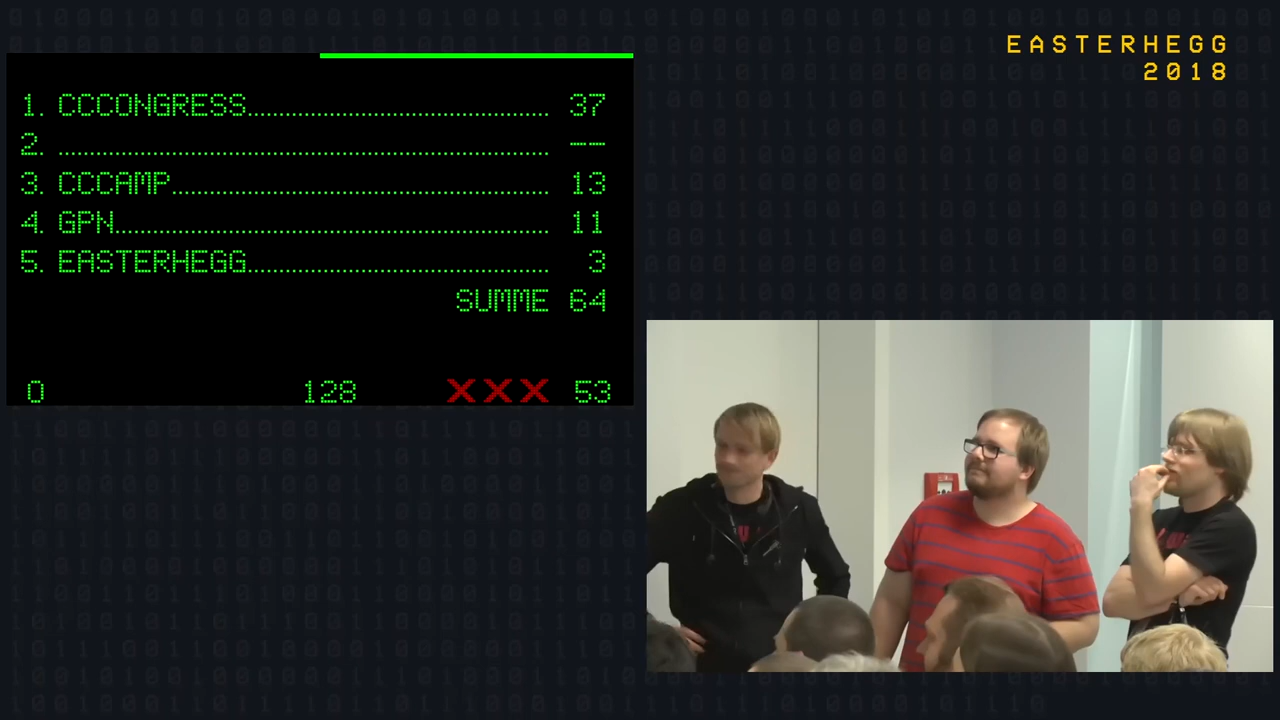 EASTERHEGG
2018
1. CCCONGRESS................................................ 37
2. ................................................ --
3. CCCAMP................................................ 13
4. GPN................................................ 11
5. EASTERHEGG................................................ 3
SUMME 64
0 128 XXX 53